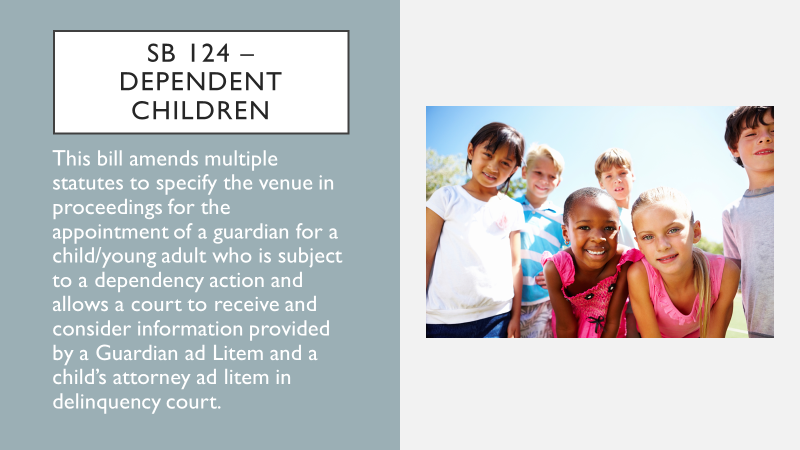 SB 124 –
DEPENDENT
CHILDREN
This bill amends multiple
statutes to specify the venue in
proceedings for the
appointment of a guardian for a
child/young adult who is subject
to a dependency action and
allows a court to receive and
consider information provided
by a Guardian ad Litem and a
child’s attorney ad litem in
delinquency court.